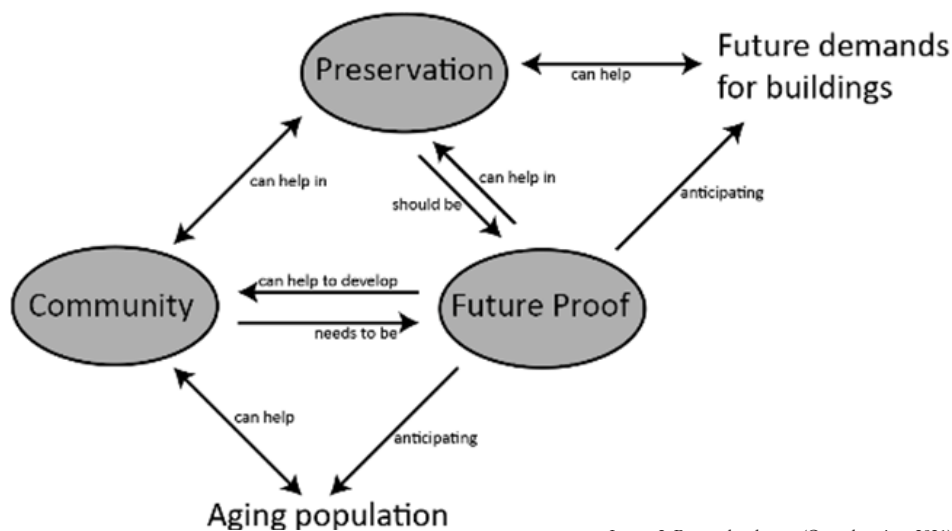 Preservation
Future demands
for buildings
can help
can help in
can help in
should be
anticipating
Community
can help to develop
needs to be
Future Proof
can help
anticipating
Aging population